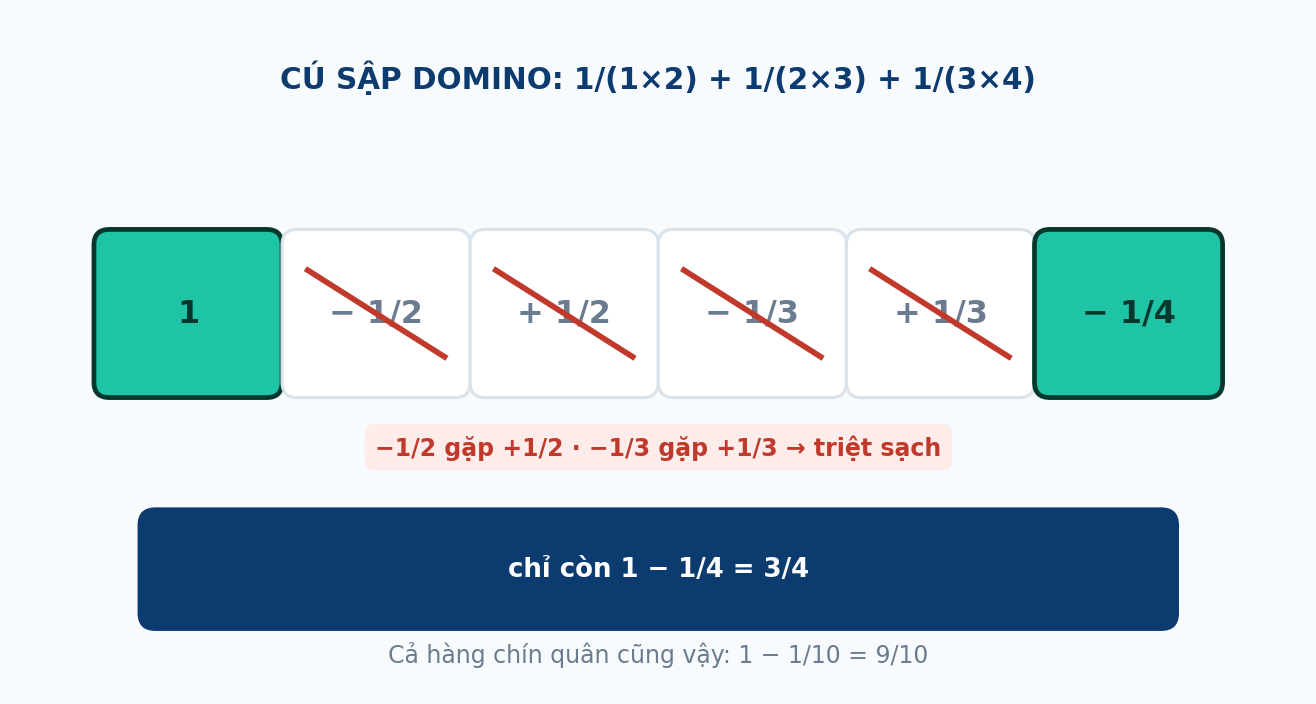 CÚ SẬP DOMINO: 1/(1×2) + 1/(2×3) + 1/(3×4)
1 − 1/2 + 1/2 − 1/3 + 1/3 − 1/4
−1/2 gặp +1/2 · −1/3 gặp +1/3 → triệt sạch
chỉ còn 1 − 1/4 = 3/4
Cả hàng chín quân cũng vậy: 1 − 1/10 = 9/10